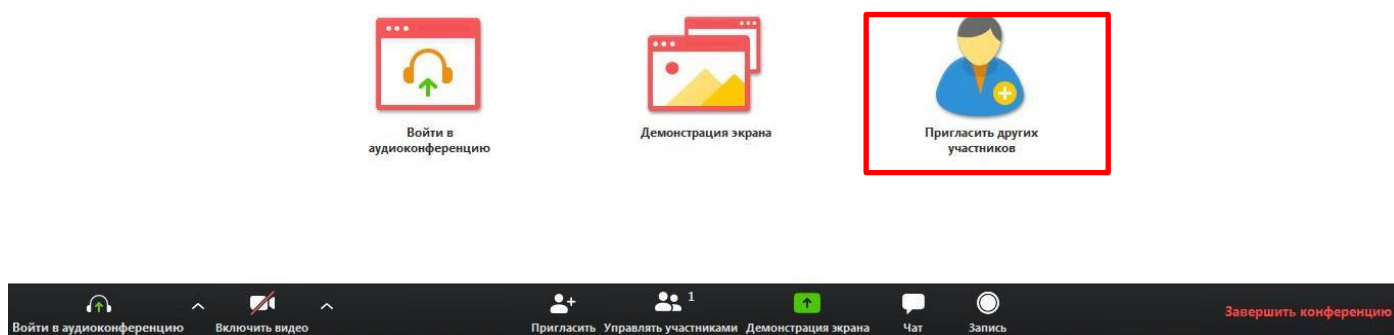 Войти в
аудиоконференцию
Демонстрация экрана
Пригласить других
участников
1
Войти в аудиоконференцию Включить видео Пригласить Управлять участниками Демонстрация экрана Чат Запись Завершить конференцию